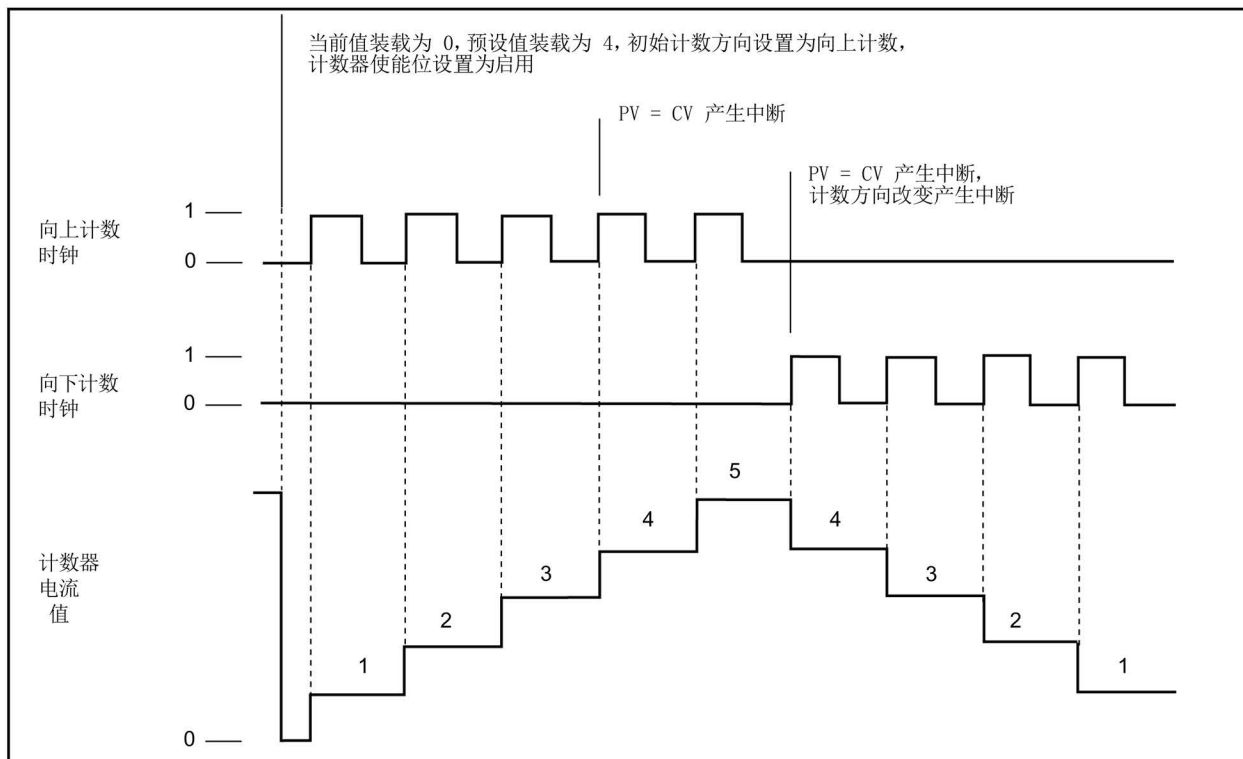 当前值装载为 0,预设值装载为 4,初始计数方向设置为向上计数,
计数器使能位设置为启用
PV = CV 产生中断
PV = CV 产生中断,
计数方向改变产生中断
向上计数
时钟
1
0
向下计数
时钟
1
0
计数器
电流
值
0
1
2
3
4
5
4
3
2
1